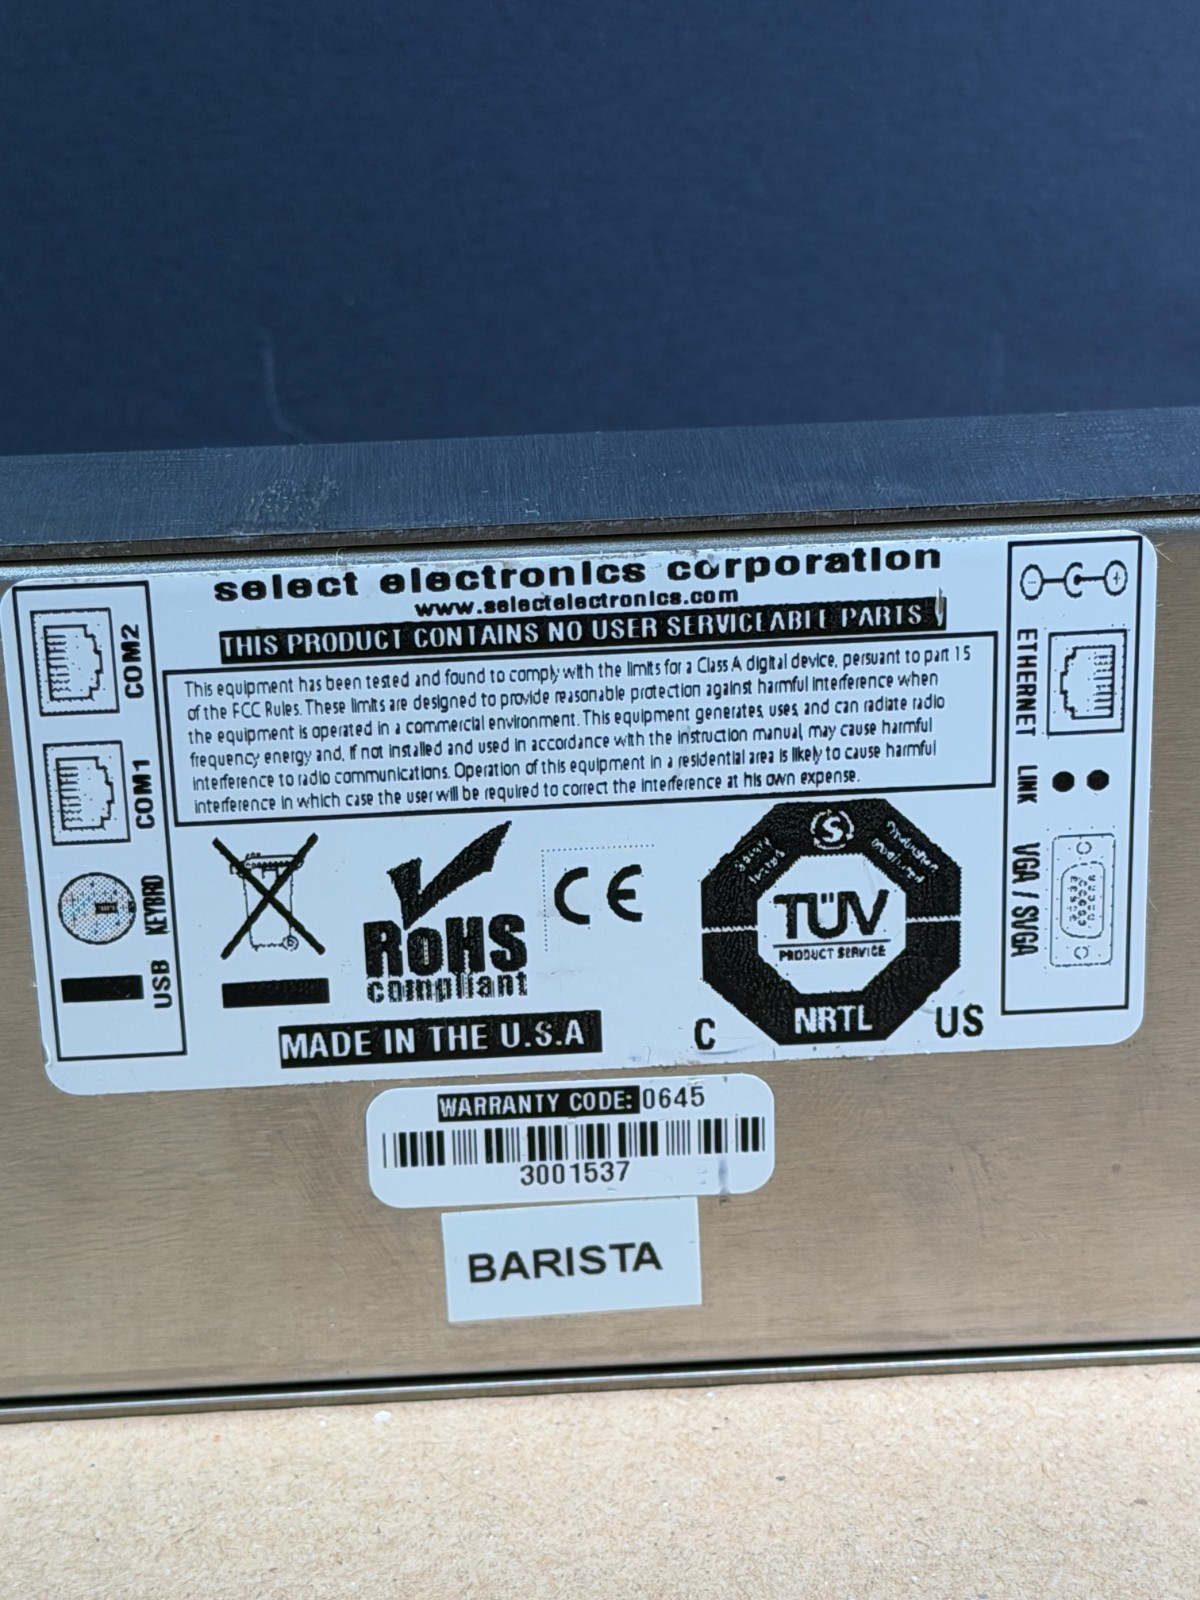 select electronics corporation
www.selectelectronics.com
THIS PRODUCT CONTAINS NO USER SERVICEABLE PARTS
This equipment has been tested and found to comply with the limits for a Class A digital device, persuant to part 15
of the FCC Rules. These limits are designed to provide reasonable protection against harmful interference when
the equipment is operated in a commercial environment. This equipment generates, uses, and can radiate radio
frequency energy and, if not installed and used in accordance with the instruction manual, may cause harmful
interference to radio communications. Operation of this equipment in a residential area is likely to cause harmful
interference in which case the user will be required to correct the interference at his own expense.
COM2
COM1
KEYBRD
USB
ETHERNET
LINK
VGA / SVGA
RoHS
compliant
CE
S
TÜV
PRODUCT SERVICE
NRTL
C
US
MADE IN THE U.S.A
WARRANTY CODE: 0645
3001537
BARISTA